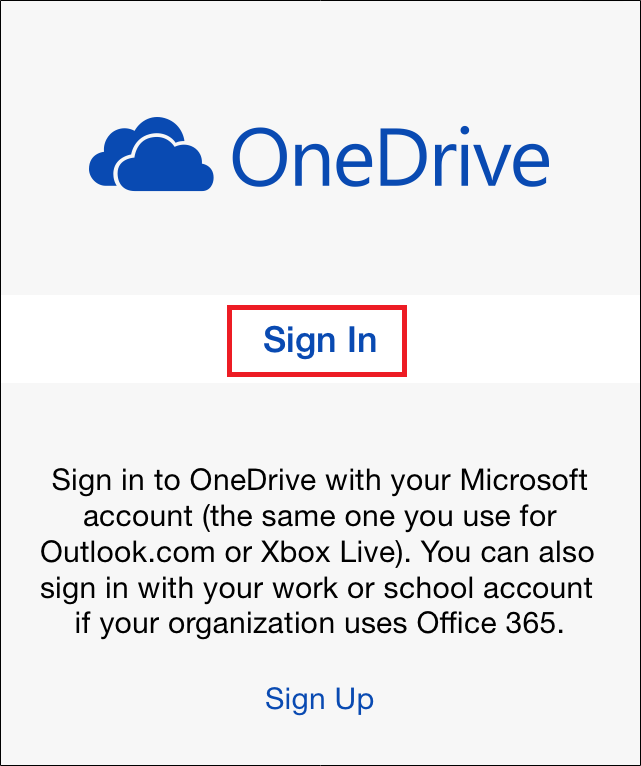 OneDrive
Sign In
Sign in to OneDrive with your Microsoft
account (the same one you use for
Outlook.com or Xbox Live). You can also
sign in with your work or school account
if your organization uses Office 365.
Sign Up